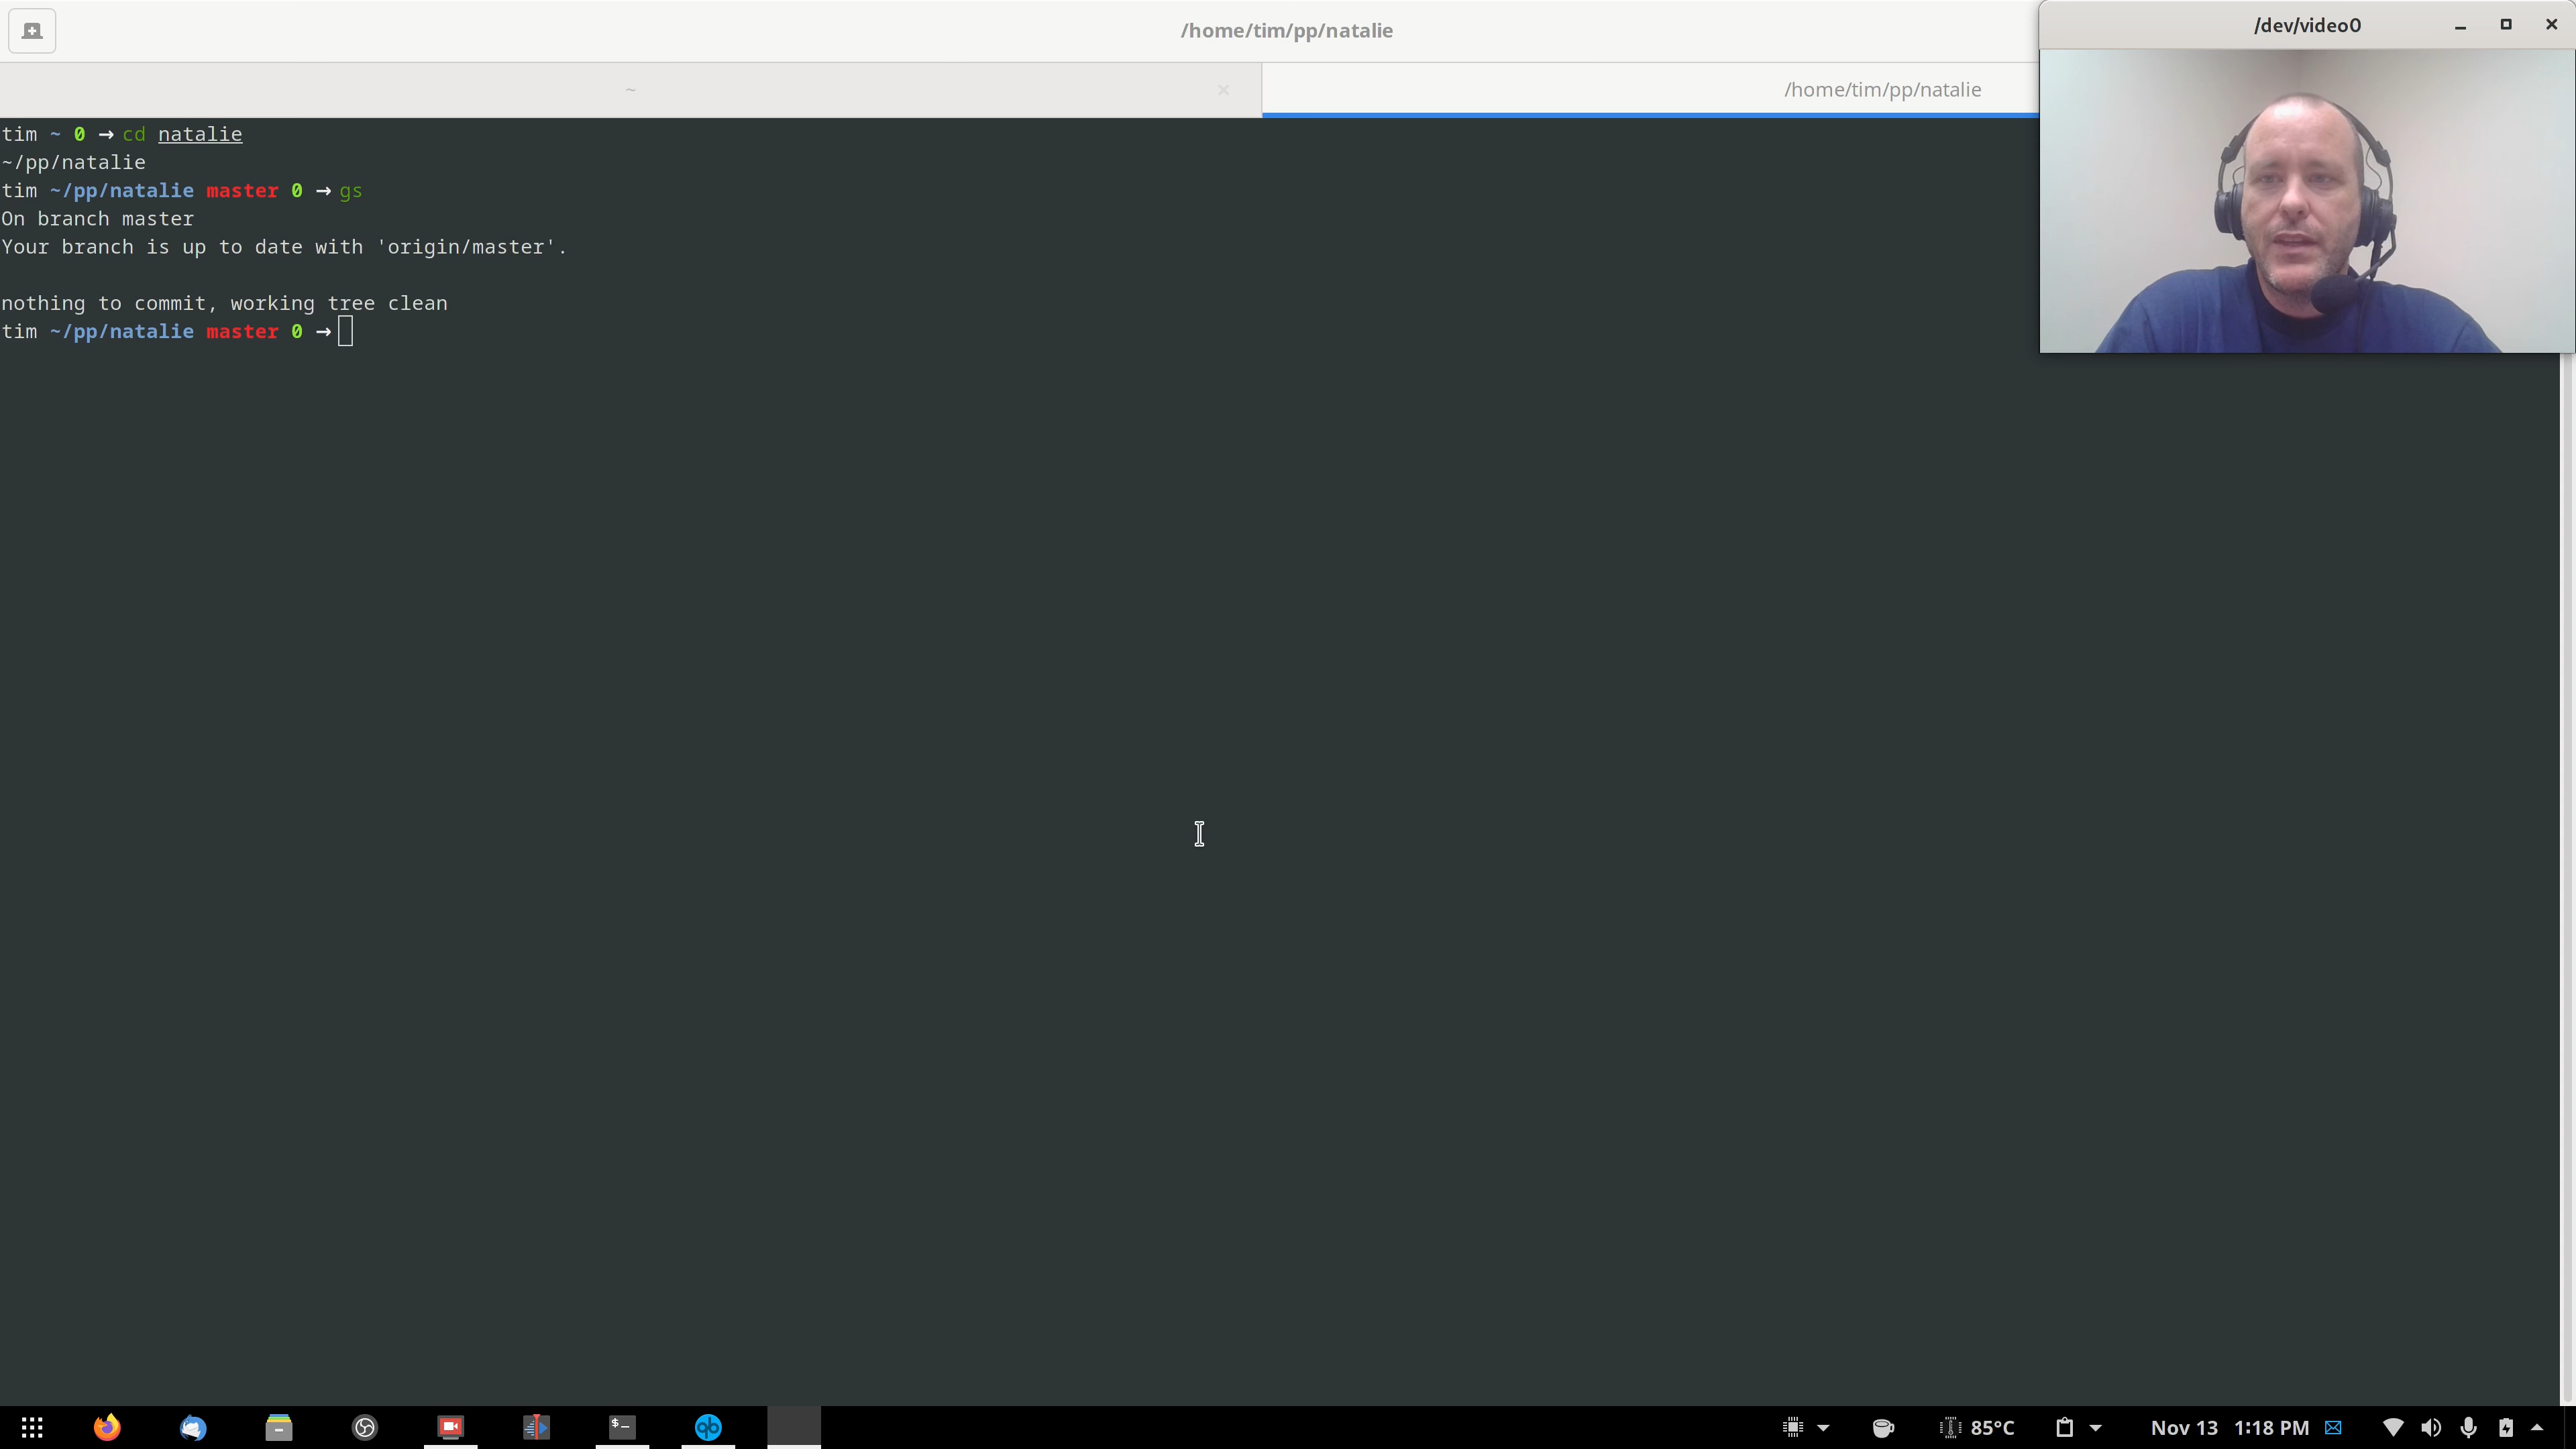 /home/tim/pp/natalie
/dev/video0
~
/home/tim/pp/natalie
tim ~ 0 → cd natalie
~/pp/natalie
tim ~/pp/natalie master 0 → gs
On branch master
Your branch is up to date with 'origin/master'.
nothing to commit, working tree clean
tim ~/pp/natalie master 0 →
$_
qb
85°C
Nov 13 1:18 PM